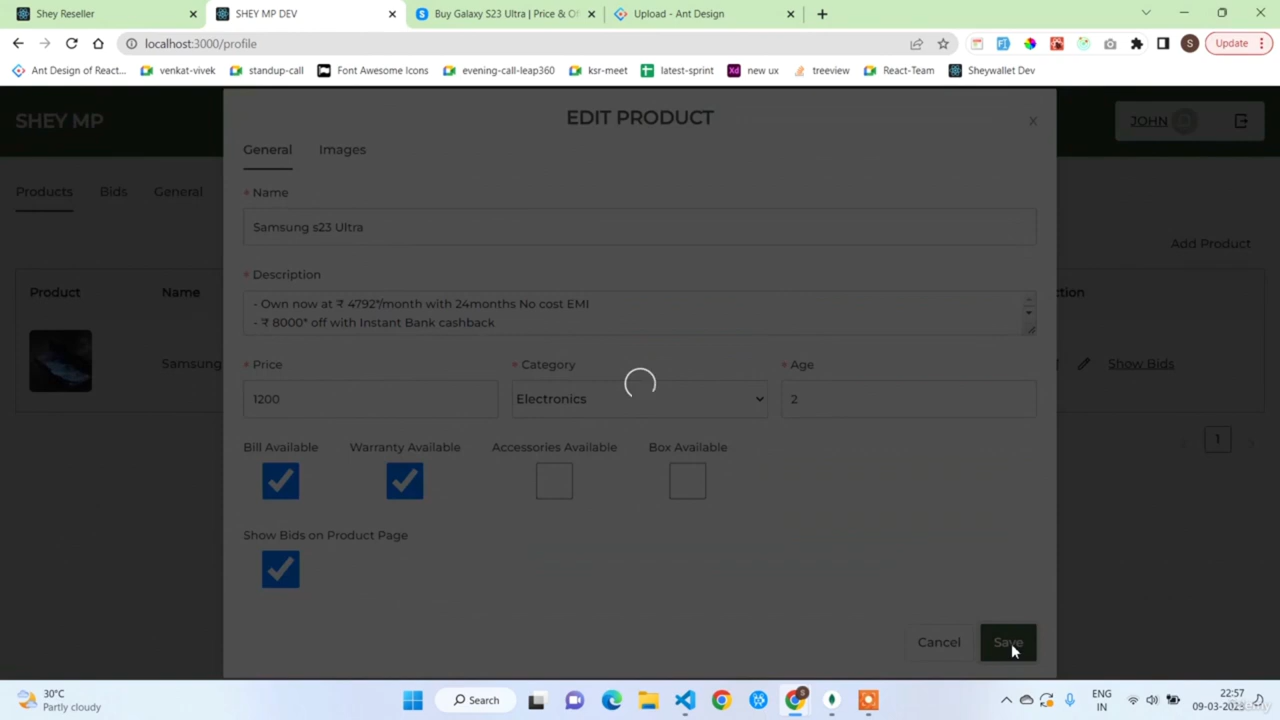 Shey Reseller
SHEY MP DEV
Buy Galaxy S23 Ultra | Price & Of
Upload - Ant Design
localhost:3000/profile
Update
Ant Design of React...
venkat-vivek
standup-call
Font Awesome Icons
evening-call-leap360
ksr-meet
latest-sprint
new ux
treeview
React-Team
Sheywallet Dev
SHEY MP
EDIT PRODUCT
x
JOHN
General
Images
Products
Bids
General
* Name
Samsung s23 Ultra
Add Product
* Description
Product
Name
- Own now at ₹ 4792*/month with 24months No cost EMI
- ₹ 8000* off with Instant Bank cashback
Samsung
Show Bids
* Price
* Category
* Age
1200
Electronics
2
1
Bill Available
Warranty Available
Accessories Available
Box Available
Show Bids on Product Page
Cancel
Save
30°C
Partly cloudy
Search
ENG
IN
22:57
09-03-2023